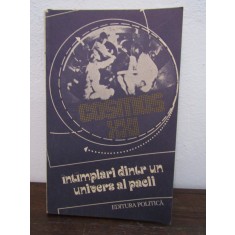 COSMOS
XXI
întîmplări dintr-un
univers al păcii
EDITURA POLITICĂ